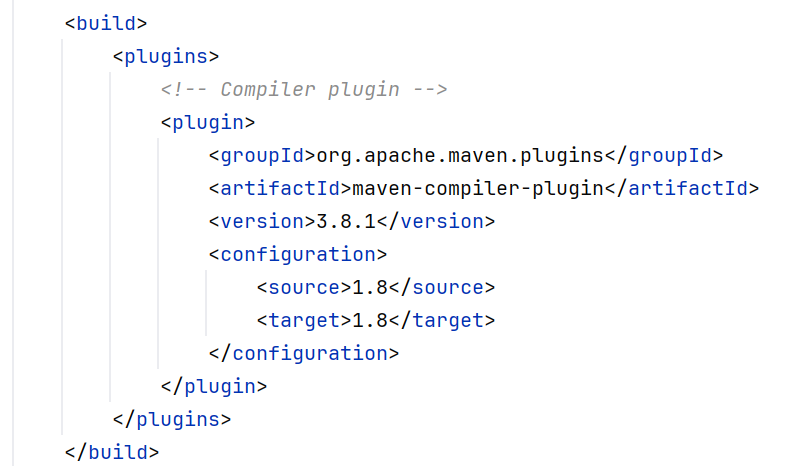 <build>
<plugins>
<!-- Compiler plugin -->
<plugin>
<groupId>org.apache.maven.plugins</groupId>
<artifactId>maven-compiler-plugin</artifactId>
<version>3.8.1</version>
<configuration>
<source>1.8</source>
<target>1.8</target>
</configuration>
</plugin>
</plugins>
</build>